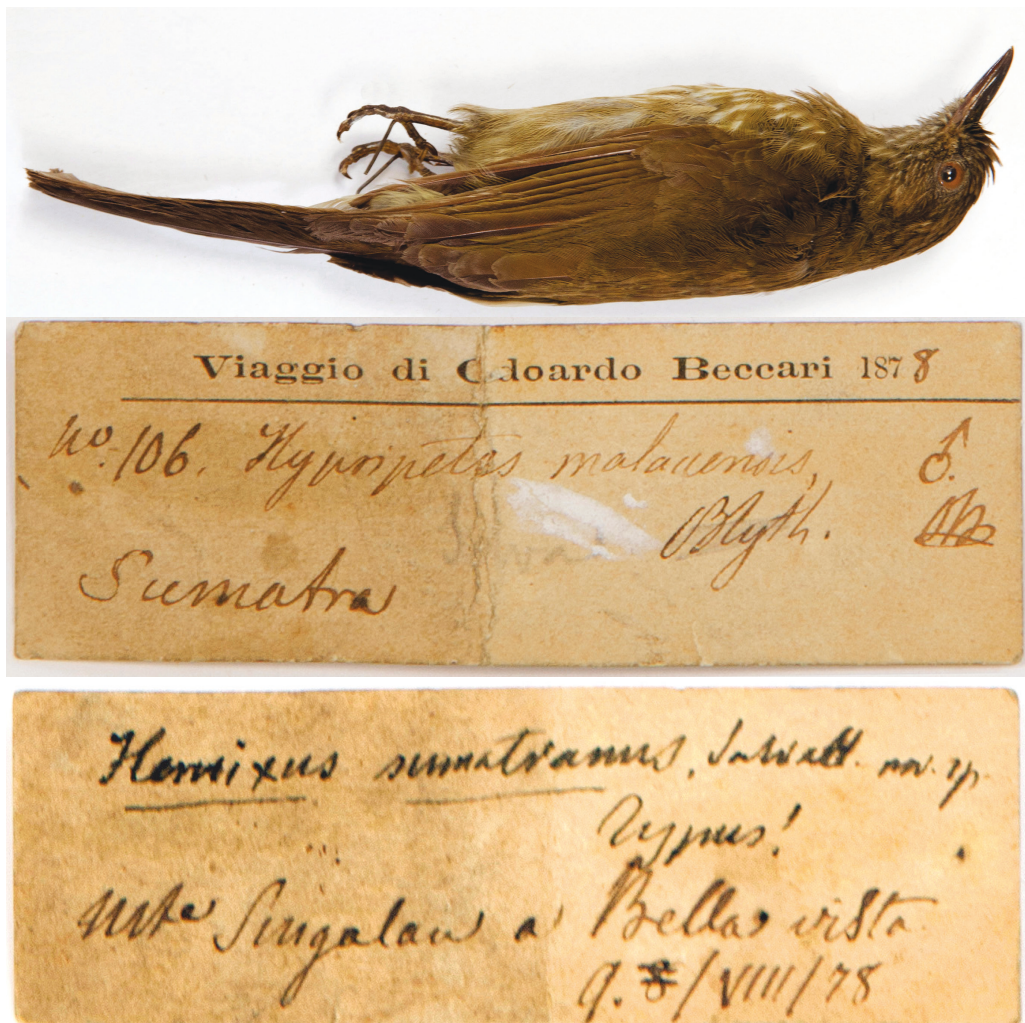 Viaggio di Odoardo Beccari 1878
No. 106. Hypsipetes malaccensis, ♂.
Blyth.
Sumatra
Hemixus sumatranus, Salvad. nov. sp.
Typus!
Mte Singalan a Bella vista
9. /VIII/78